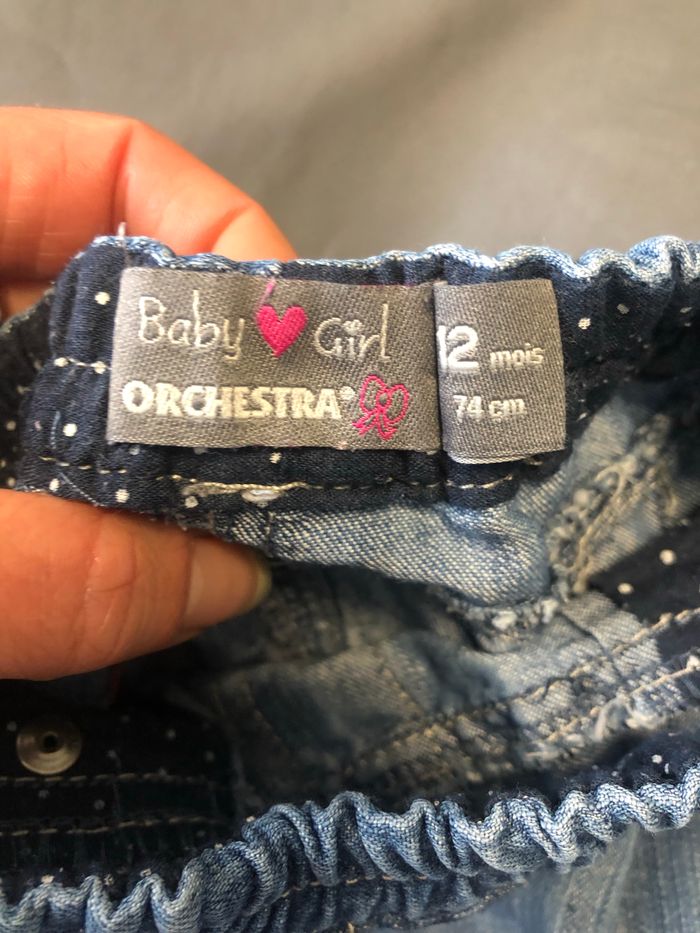 Baby Girl
ORCHESTRA®
12 mois
74 cm